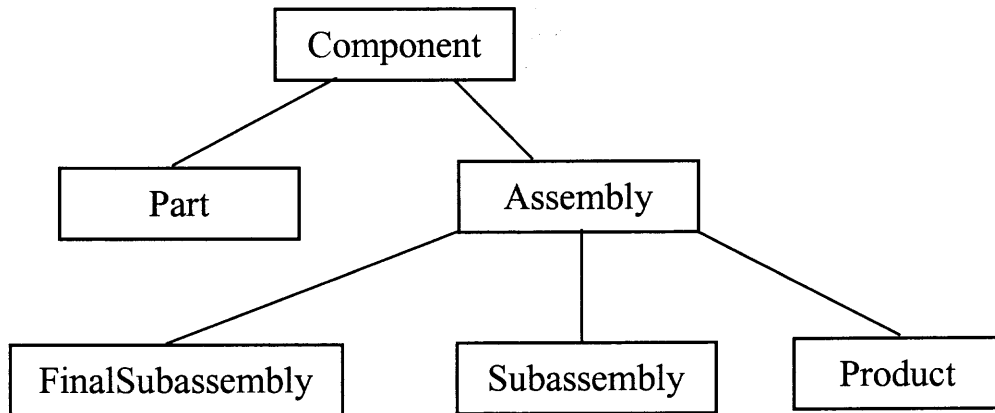 Component
Part
Assembly
FinalSubassembly
Subassembly
Product